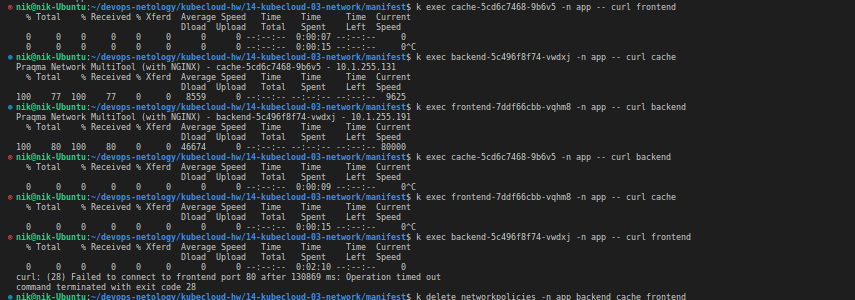 nik@nik-Ubuntu:~/devops-netology/kubecloud-hw/14-kubecloud-03-network/manifest$ k exec cache-5cd6c7468-9b6v5 -n app -- curl frontend
% Total % Received % Xferd Average Speed Time Time Time Current
Dload Upload Total Spent Left Speed
0 0 0 0 0 0 0 0 --:--:-- 0:00:07 --:--:-- 0
0 0 0 0 0 0 0 0 --:--:-- 0:00:15 --:--:-- 0^C
nik@nik-Ubuntu:~/devops-netology/kubecloud-hw/14-kubecloud-03-network/manifest$ k exec backend-5c496f8f74-vwdxj -n app -- curl cache
Praqma Network MultiTool (with NGINX) - cache-5cd6c7468-9b6v5 - 10.1.255.131
% Total % Received % Xferd Average Speed Time Time Time Current
Dload Upload Total Spent Left Speed
100 77 100 77 0 0 8559 0 --:--:-- --:--:-- --:--:-- 9625
nik@nik-Ubuntu:~/devops-netology/kubecloud-hw/14-kubecloud-03-network/manifest$ k exec frontend-7ddf66cbb-vqhm8 -n app -- curl backend
Praqma Network MultiTool (with NGINX) - backend-5c496f8f74-vwdxj - 10.1.255.191
% Total % Received % Xferd Average Speed Time Time Time Current
Dload Upload Total Spent Left Speed
100 80 100 80 0 0 46674 0 --:--:-- --:--:-- --:--:-- 80000
nik@nik-Ubuntu:~/devops-netology/kubecloud-hw/14-kubecloud-03-network/manifest$ k exec cache-5cd6c7468-9b6v5 -n app -- curl backend
% Total % Received % Xferd Average Speed Time Time Time Current
Dload Upload Total Spent Left Speed
0 0 0 0 0 0 0 0 --:--:-- 0:00:09 --:--:-- 0^C
nik@nik-Ubuntu:~/devops-netology/kubecloud-hw/14-kubecloud-03-network/manifest$ k exec frontend-7ddf66cbb-vqhm8 -n app -- curl cache
% Total % Received % Xferd Average Speed Time Time Time Current
Dload Upload Total Spent Left Speed
0 0 0 0 0 0 0 0 --:--:-- 0:00:15 --:--:-- 0^C
nik@nik-Ubuntu:~/devops-netology/kubecloud-hw/14-kubecloud-03-network/manifest$ k exec backend-5c496f8f74-vwdxj -n app -- curl frontend
% Total % Received % Xferd Average Speed Time Time Time Current
Dload Upload Total Spent Left Speed
0 0 0 0 0 0 0 0 --:--:-- 0:02:10 --:--:-- 0
curl: (28) Failed to connect to frontend port 80 after 130869 ms: Operation timed out
command terminated with exit code 28
nik@nik-Ubuntu:~/devops-netology/kubecloud-hw/14-kubecloud-03-network/manifest$ k delete networkpolicies -n app backend cache frontend